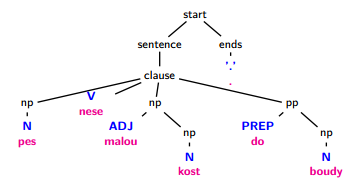 start
sentence ends
clause '.'
.
np V np pp
nese
N ADJ np PREP np
pes malou do
N N
kost boudy